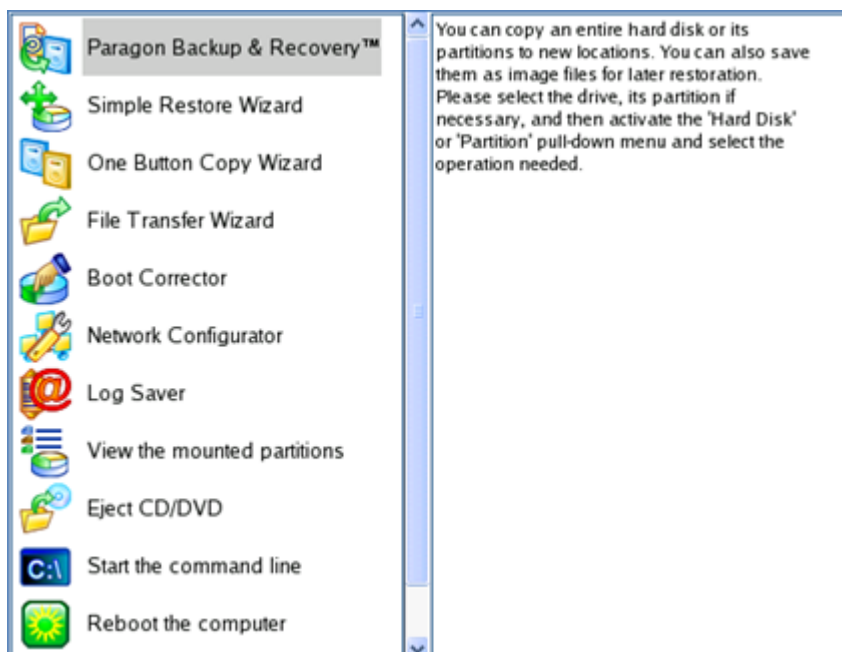 Paragon Backup & Recovery™
Simple Restore Wizard
One Button Copy Wizard
File Transfer Wizard
Boot Corrector
Network Configurator
Log Saver
View the mounted partitions
Eject CD/DVD
C:\
Start the command line
Reboot the computer
You can copy an entire hard disk or its
partitions to new locations. You can also save
them as image files for later restoration.
Please select the drive, its partition if
necessary, and then activate the 'Hard Disk'
or 'Partition' pull-down menu and select the
operation needed.